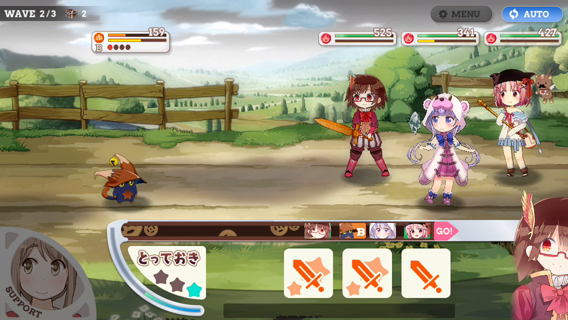 WAVE 2/3 2
MENU
AUTO
159
B
525
341
427
B
GO!
とっておき
SUPPORT